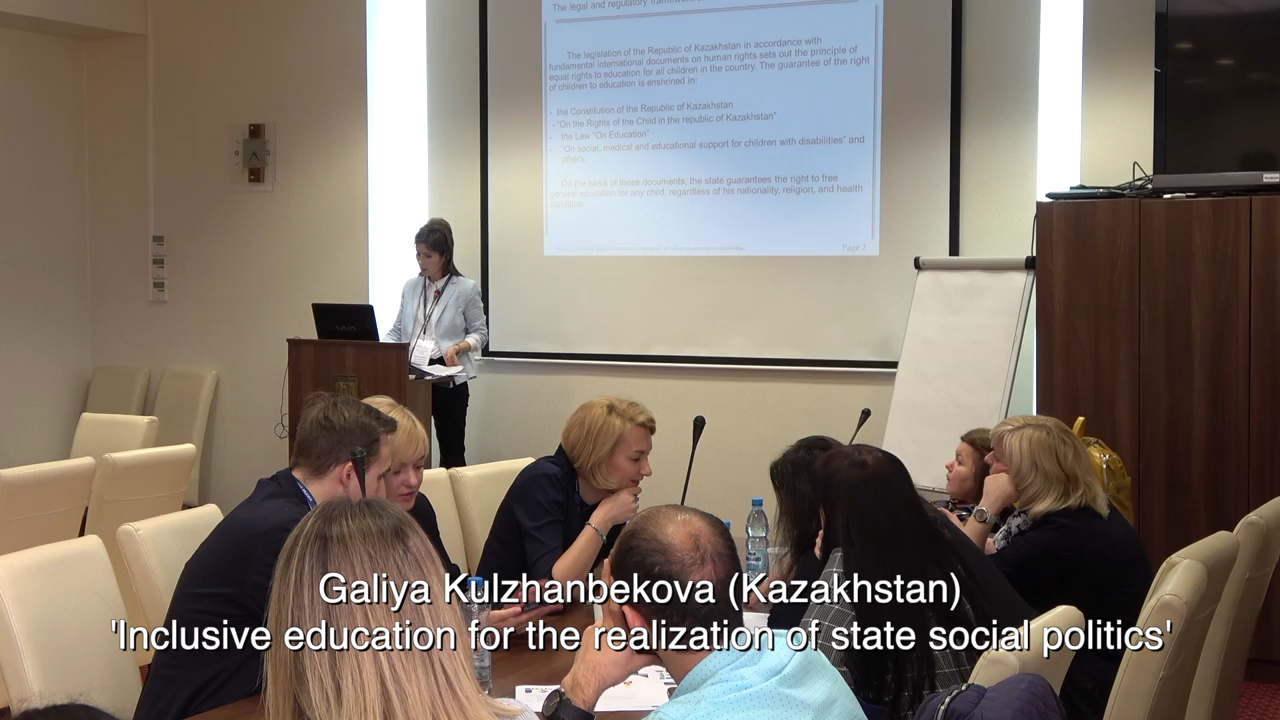 The legal and regulatory framework
The legislation of the Republic of Kazakhstan in accordance with
fundamental international documents on human rights sets out the principle of
equal rights to education for all children in the country. The guarantee of the right
of children to education is enshrined in:
- the Constitution of the Republic of Kazakhstan
- "On the Rights of the Child in the republic of Kazakhstan"
- the Law "On Education"
- "On social, medical and educational support for children with disabilities" and
others.
On the basis of these documents, the state guarantees the right to free
general education for any child, regardless of his nationality, religion, and health
condition.
Page 2
VAIO
Galiya Kulzhanbekova (Kazakhstan)
'Inclusive education for the realization of state social politics'